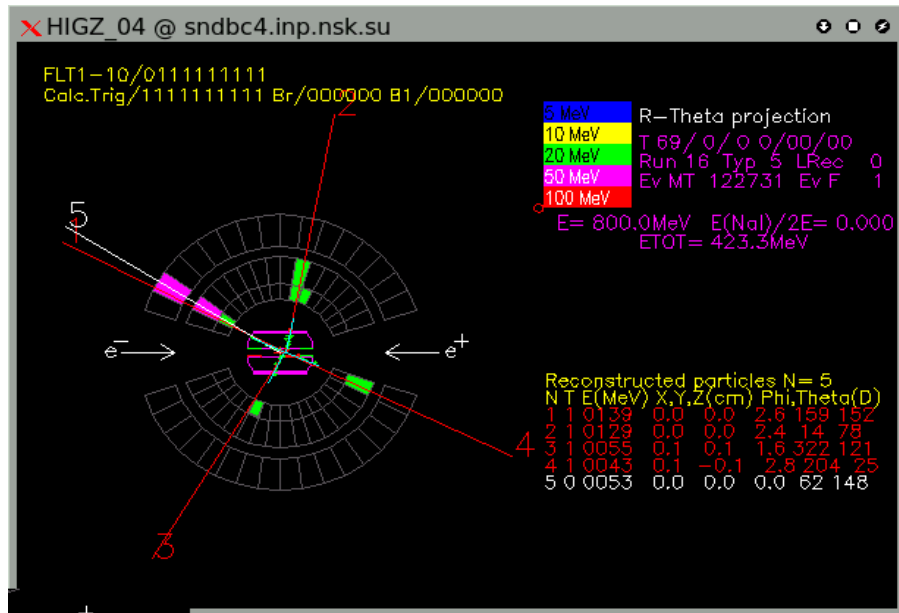 HIGZ_04 @ sndbc4.inp.nsk.su
FLT1-10/0111111111
Calc.Trig/1111111111 Br/000000 B1/000000
5 MeV
10 MeV
20 MeV
50 MeV
100 MeV
R-Theta projection
T 69/ 0/ 0 0/00/00
Run 16 Typ 5 LRec 0
Ev MT 122731 Ev F 1
E= 800.0MeV E(NaI)/2E= 0.000
ETOT= 423.3MeV
2
5
1
e- e+
4
3
Reconstructed particles N= 5
N T E(MeV) X,Y,Z(cm) Phi,Theta(D)
1 1 0139 0.0 0.0 2.6 159 152
2 1 0129 0.0 0.0 2.4 14 78
3 1 0055 0.1 0.1 1.6 322 121
4 1 0043 0.1 -0.1 2.8 204 25
5 0 0053 0.0 0.0 0.0 62 148